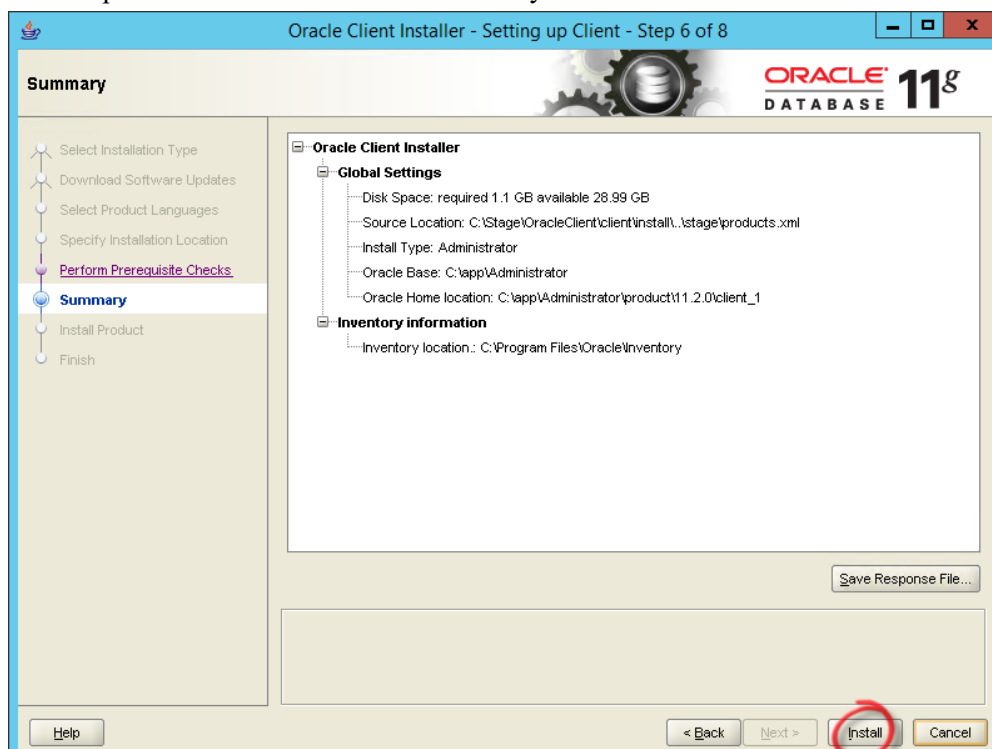 Oracle Client Installer - Setting up Client - Step 6 of 8
Summary
ORACLE 11g
DATABASE
Select Installation Type
Download Software Updates
Select Product Languages
Specify Installation Location
Perform Prerequisite Checks
Summary
Install Product
Finish
Oracle Client Installer
Global Settings
Disk Space: required 1.1 GB available 28.99 GB
Source Location: C:\Stage\OracleClient\client\install\..\stage\products.xml
Install Type: Administrator
Oracle Base: C:\app\Administrator
Oracle Home location: C:\app\Administrator\product\11.2.0\client_1
Inventory information
Inventory location.: C:\Program Files\Oracle\Inventory
Save Response File...
Help
< Back
Next >
Install
Cancel